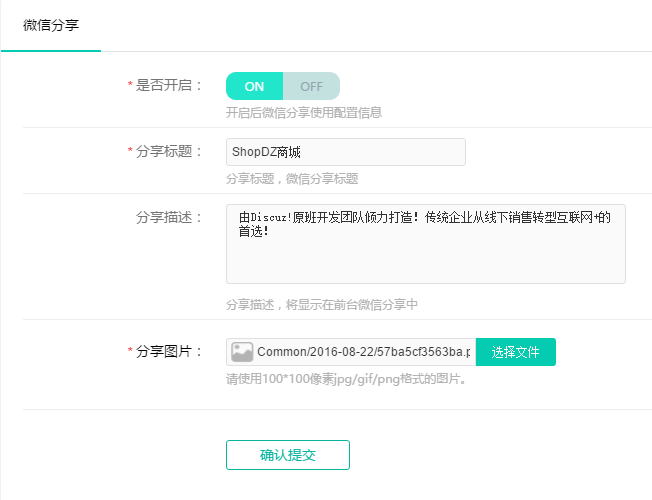 微信分享
* 是否开启：
ON OFF
开启后微信分享使用配置信息
* 分享标题：
ShopDZ商城
分享标题，微信分享标题
分享描述：
由Discuz!原班开发团队倾力打造！传统企业从线下销售转型互联网+的
首选！
分享描述，将显示在前台微信分享中
* 分享图片：
Common/2016-08-22/57ba5cf3563ba.p
选择文件
请使用100*100像素jpg/gif/png格式的图片。
确认提交